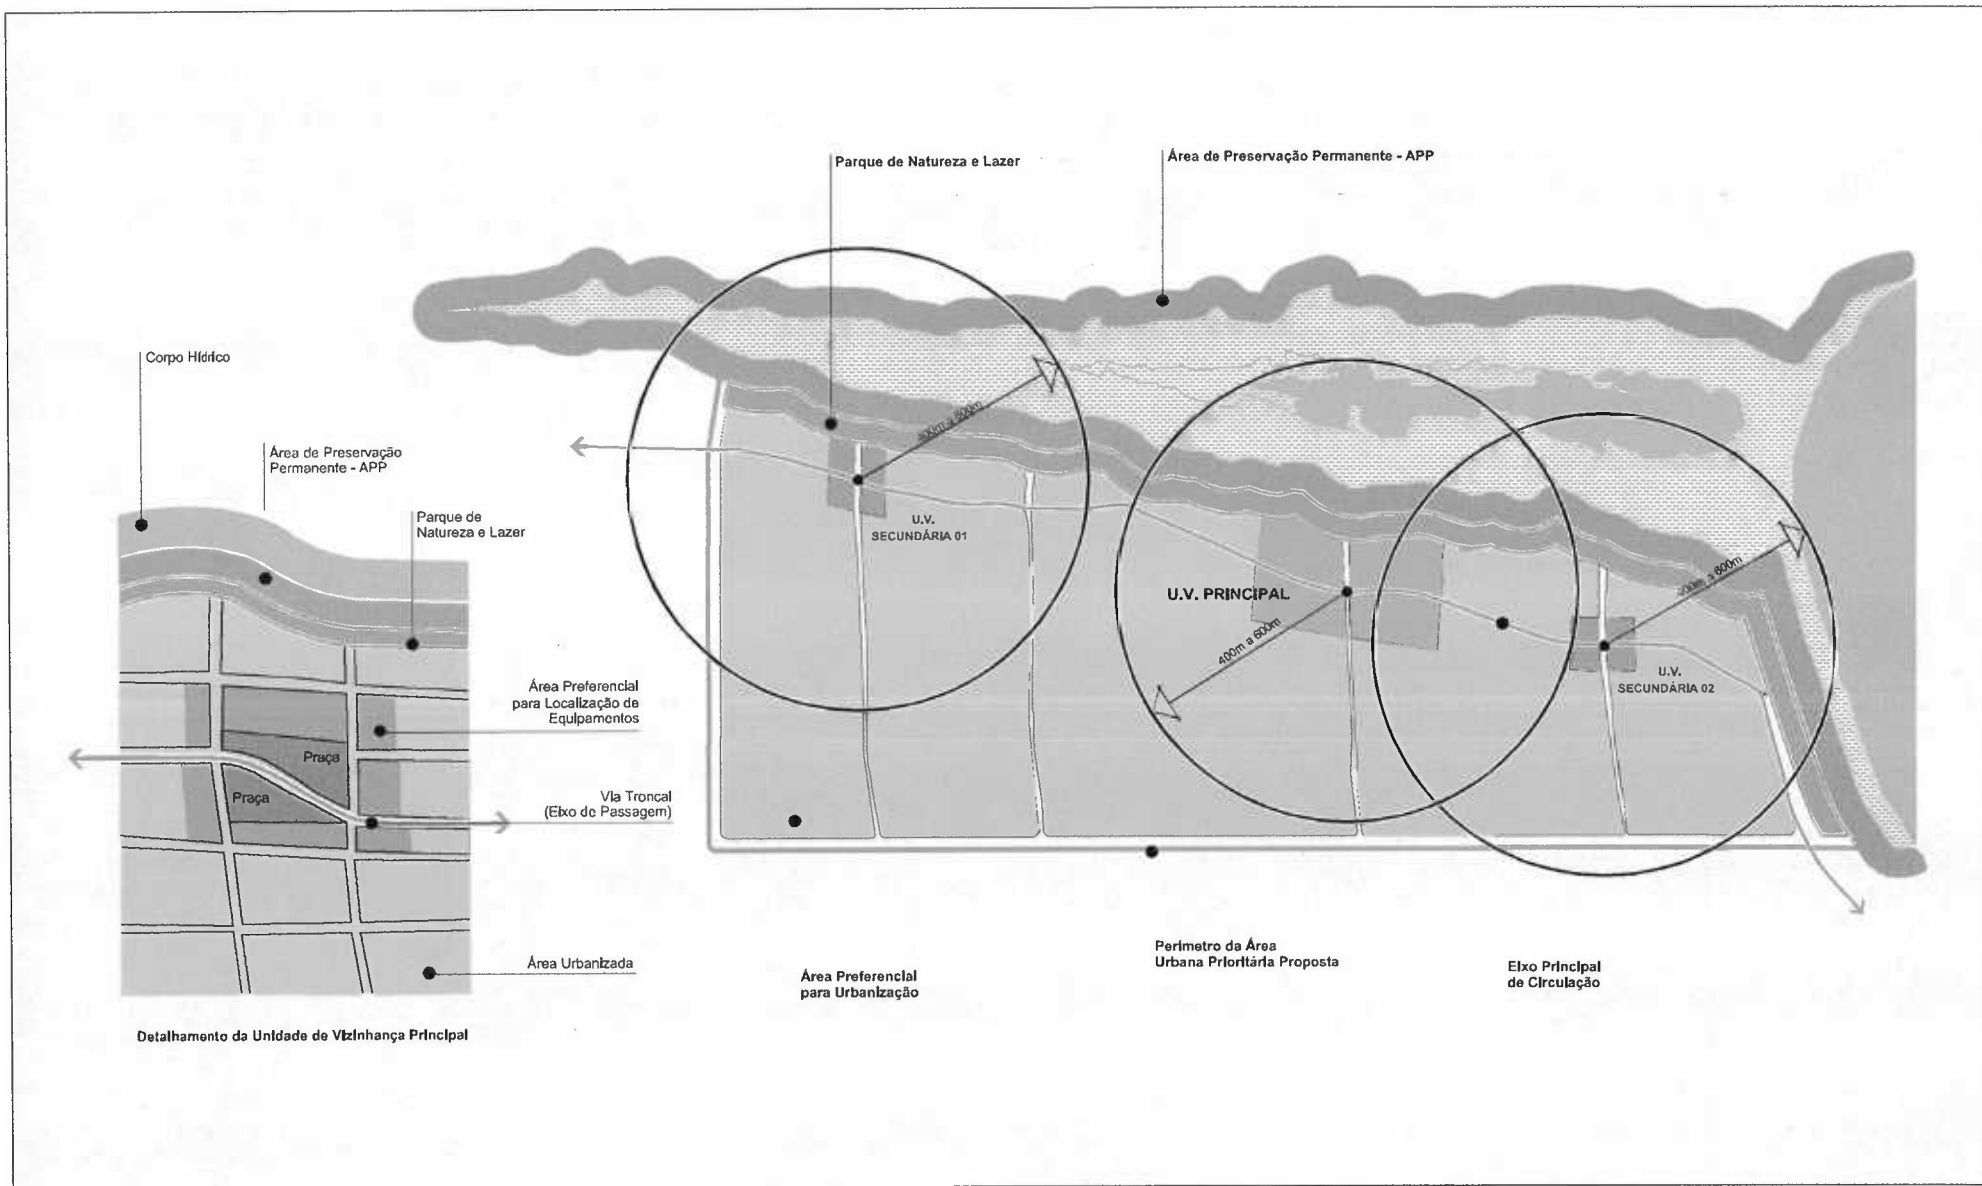 Parque de Natureza e Lazer
Área de Preservação Permanente - APP
Corpo Hídrico
Área de Preservação
Permanente - APP
Parque de
Natureza e Lazer
Área Preferencial
para Localização de
Equipamentos
Praça
Praça
Via Troncal
(Eixo de Passagem)
Área Urbanizada
Detalhamento da Unidade de Vizinhança Principal
400m a 600m
U.V.
SECUNDÁRIA 01
U.V. PRINCIPAL
400m a 600m
400m a 600m
U.V.
SECUNDÁRIA 02
Área Preferencial
para Urbanização
Perímetro da Área
Urbana Prioritária Proposta
Eixo Principal
de Circulação